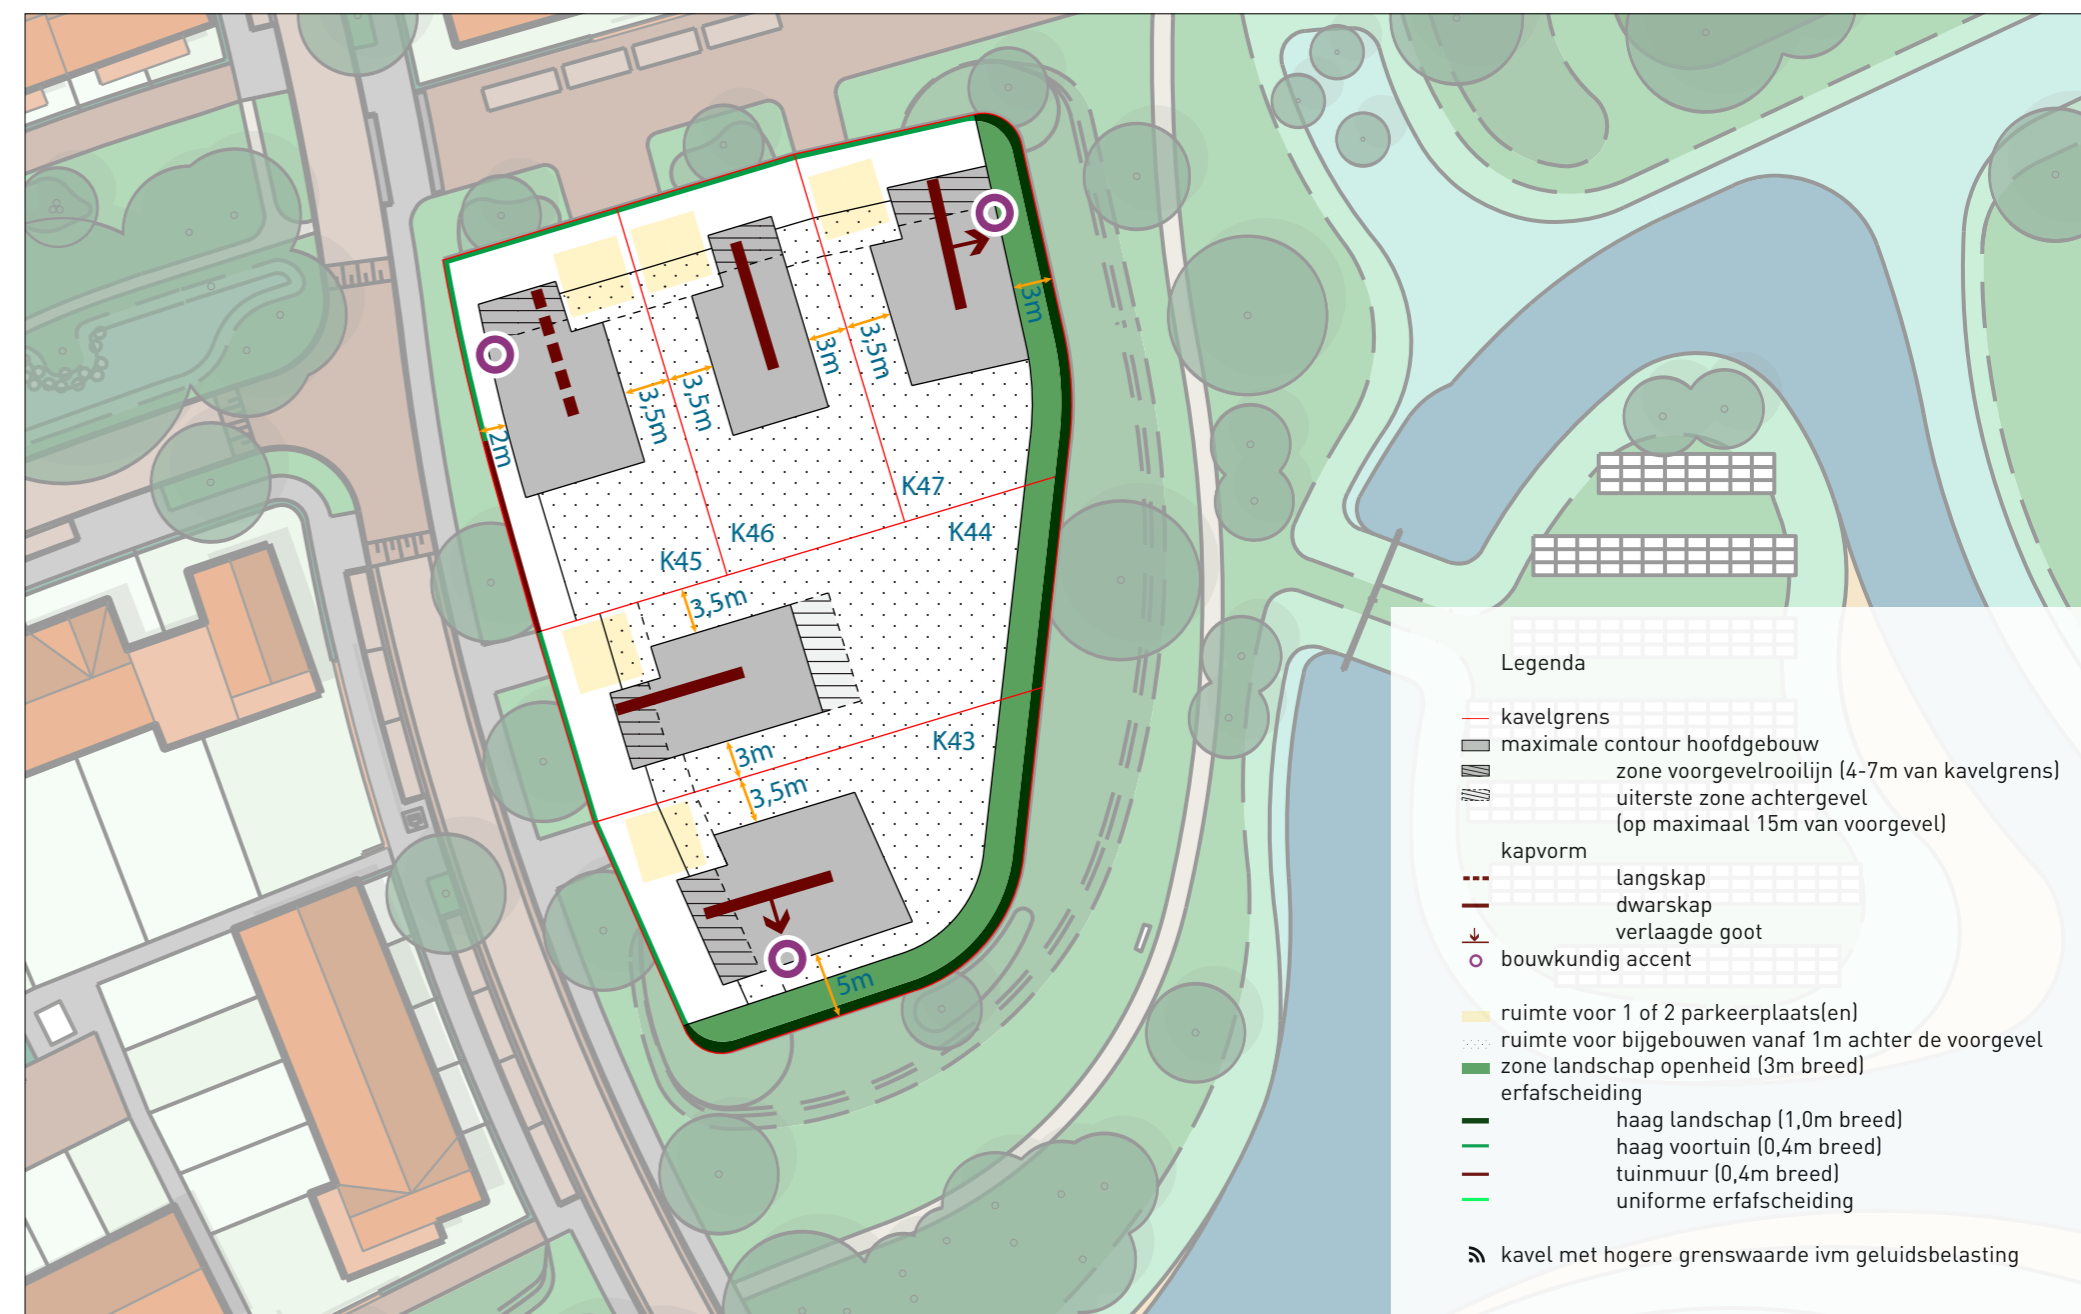 3m
3m
3,5m
3,5m
3,5m
2m
K47
K46
K44
K45
3,5m
K43
3m
3,5m
5m
Legenda
kavelgrens
maximale contour hoofdgebouw
zone voorgevelrooilijn (4-7m van kavelgrens)
uiterste zone achtergevel
(op maximaal 15m van voorgevel)
kapvorm
langskap
dwarskap
verlaagde goot
bouwkundig accent
ruimte voor 1 of 2 parkeerplaats(en)
ruimte voor bijgebouwen vanaf 1m achter de voorgevel
zone landschap openheid (3m breed)
erfafscheiding
haag landschap (1,0m breed)
haag voortuin (0,4m breed)
tuinmuur (0,4m breed)
uniforme erfafscheiding
kavel met hogere grenswaarde ivm geluidsbelasting